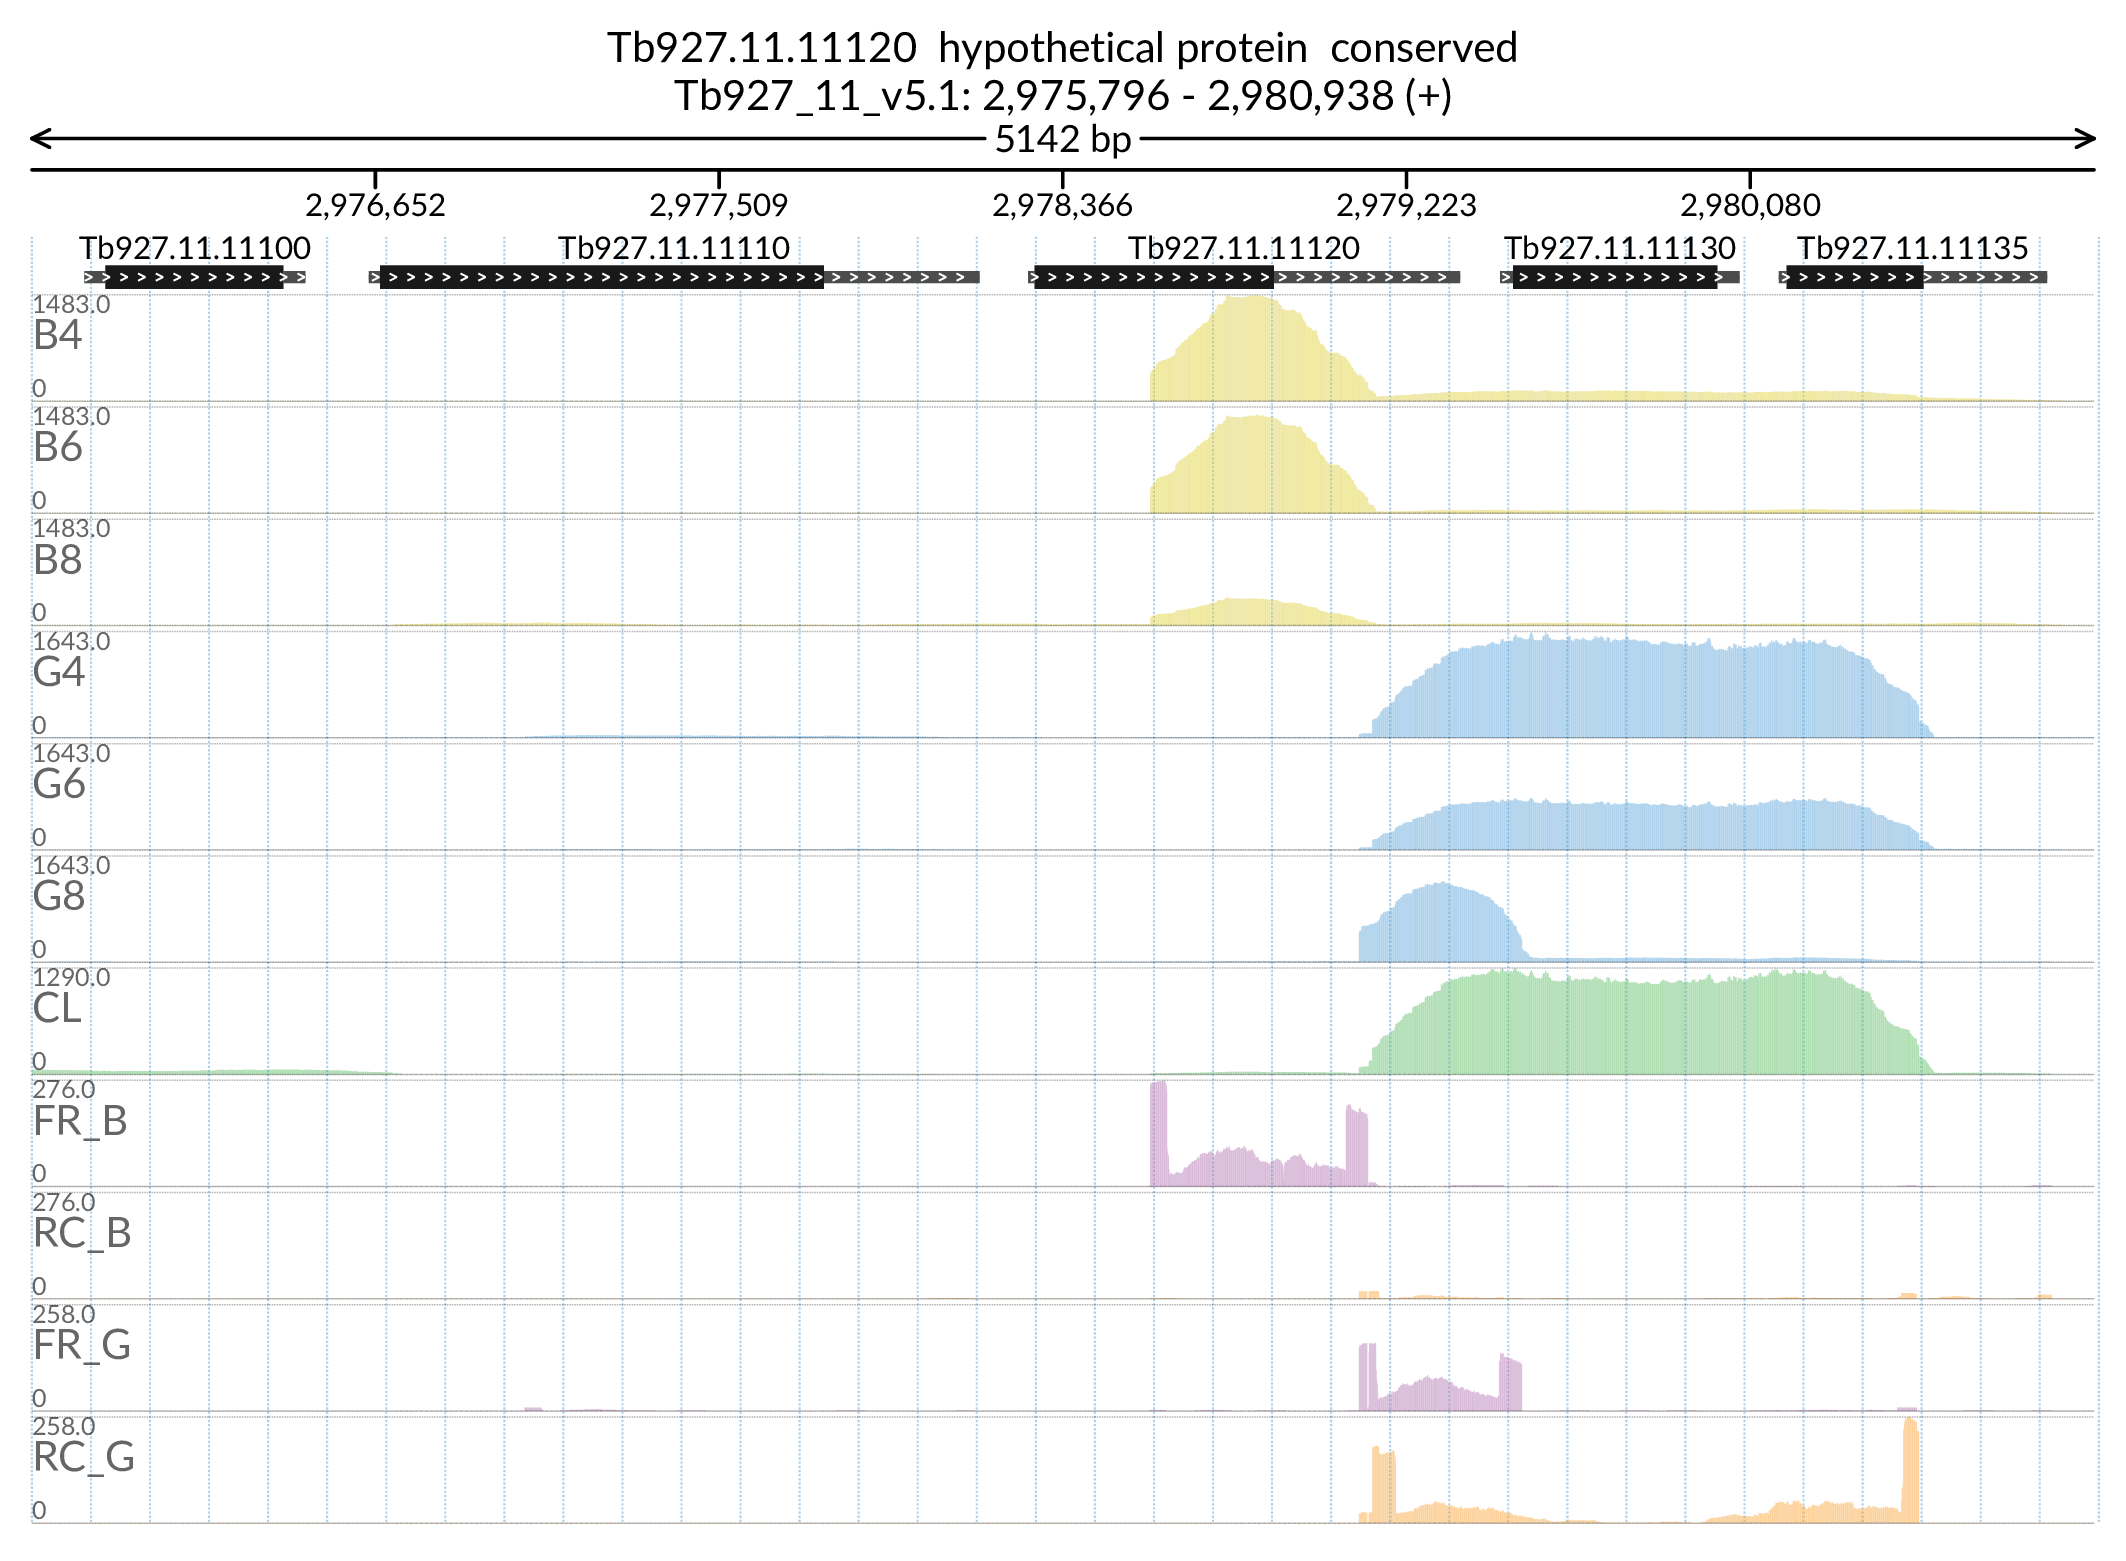 Tb927.11.11120 hypothetical protein conserved
Tb927_11_v5.1: 2,975,796 - 2,980,938 (+)
5142 bp
2,976,652 2,977,509 2,978,366 2,979,223 2,980,080
Tb927.11.11100 Tb927.11.11110 Tb927.11.11120 Tb927.11.11130 Tb927.11.11135
1483.0
B4
0
1483.0
B6
0
1483.0
B8
0
1643.0
G4
0
1643.0
G6
0
1643.0
G8
0
1290.0
CL
0
276.0
FR_B
0
276.0
RC_B
0
258.0
FR_G
0
258.0
RC_G
0